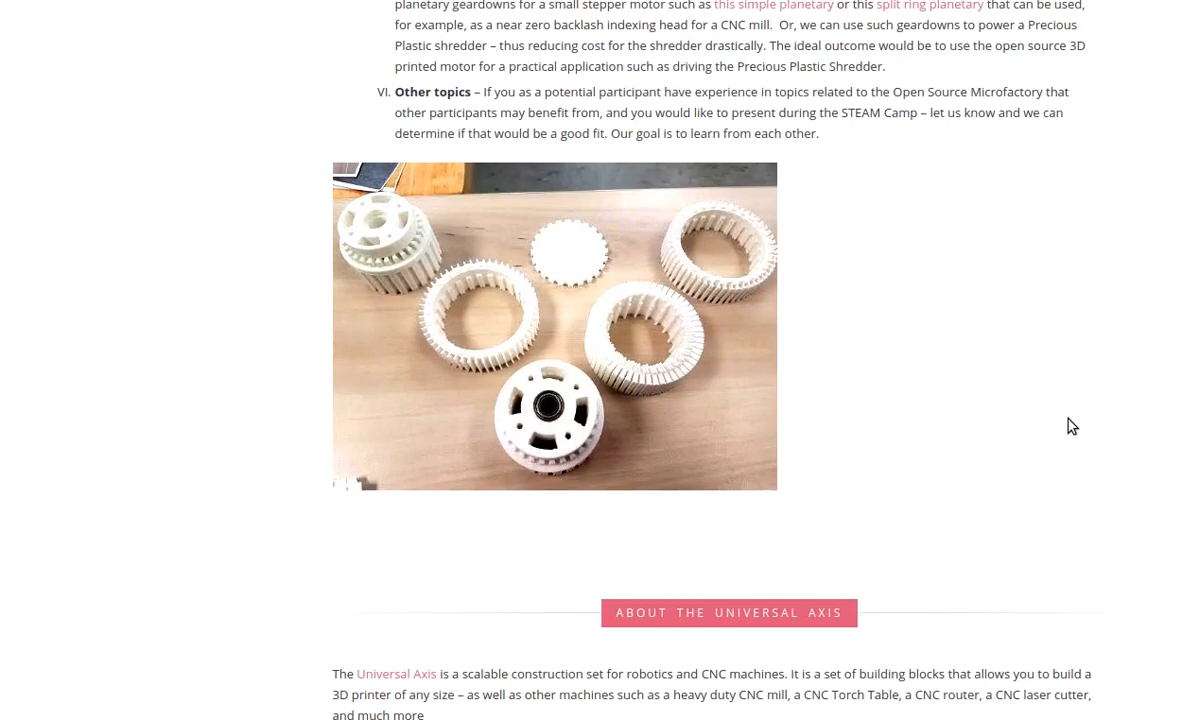 planetary geardowns for a small stepper motor such as this simple planetary or this split ring planetary that can be used,
for example, as a near zero backlash indexing head for a CNC mill.  Or, we can use such geardowns to power a Precious
Plastic shredder – thus reducing cost for the shredder drastically. The ideal outcome would be to use the open source 3D
printed motor for a practical application such as driving the Precious Plastic Shredder.
VI. Other topics – If you as a potential participant have experience in topics related to the Open Source Microfactory that
other participants may benefit from, and you would like to present during the STEAM Camp – let us know and we can
determine if that would be a good fit. Our goal is to learn from each other.
ABOUT THE UNIVERSAL AXIS
The Universal Axis is a scalable construction set for robotics and CNC machines. It is a set of building blocks that allows you to build a
3D printer of any size – as well as other machines such as a heavy duty CNC mill, a CNC Torch Table, a CNC router, a CNC laser cutter,
and much more